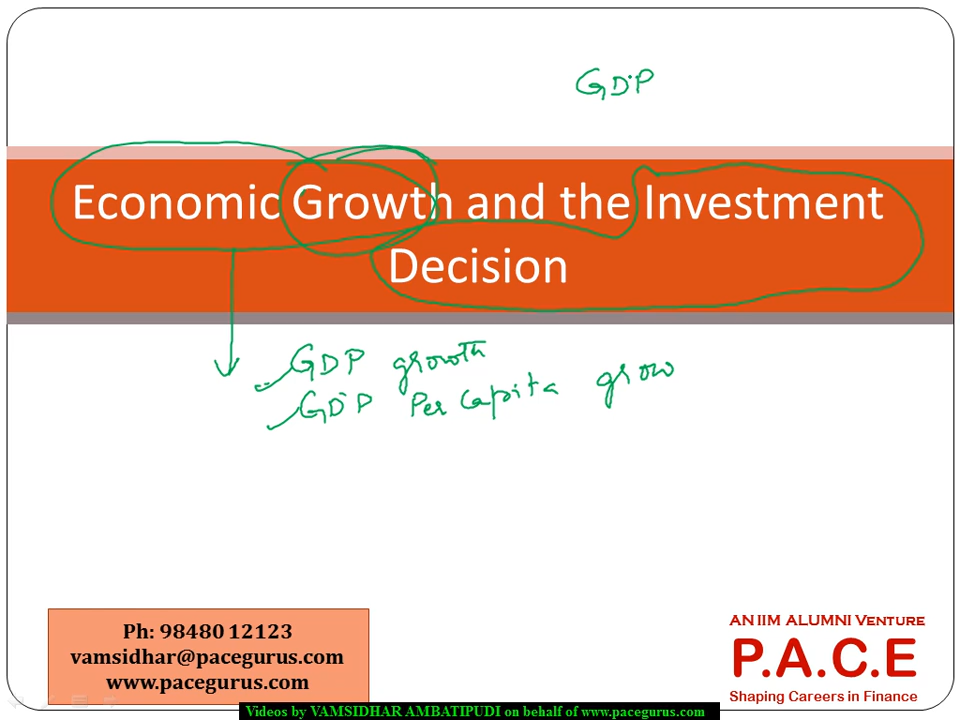 GDP
Economic Growth and the Investment
Decision
GDP growth
GDP Per Capita grow
Ph: 98480 12123
vamsidhar@pacegurus.com
www.pacegurus.com
AN IIM ALUMNI VENTURE
P.A.C.E
Shaping Careers in Finance
Videos by VAMSIDHAR AMBATIPUDI on behalf of www.pacegurus.com